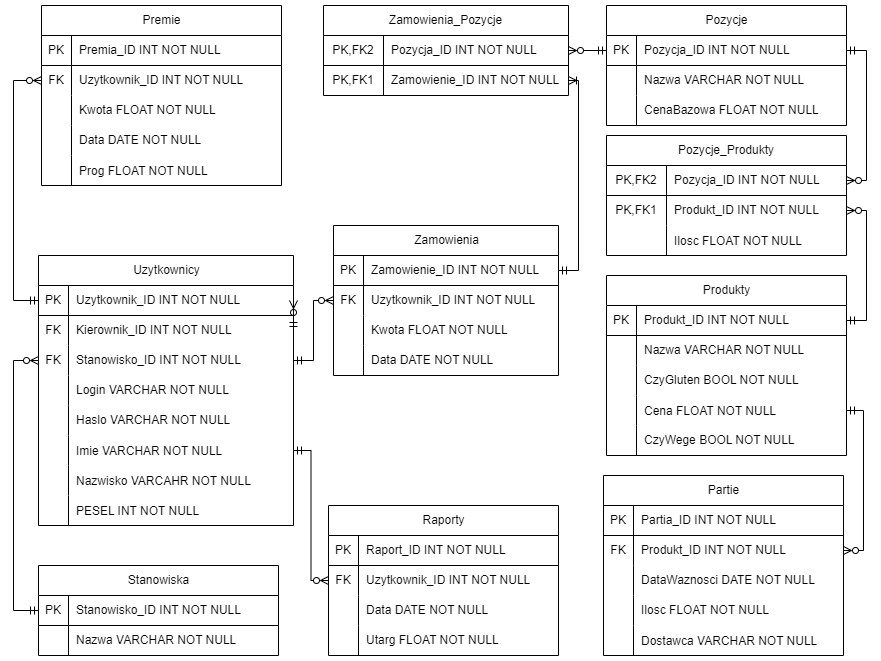 Premie
PK Premia_ID INT NOT NULL
FK Uzytkownik_ID INT NOT NULL
Kwota FLOAT NOT NULL
Data DATE NOT NULL
Prog FLOAT NOT NULL
Zamowienia_Pozycje
PK,FK2 Pozycja_ID INT NOT NULL
PK,FK1 Zamowienie_ID INT NOT NULL
Pozycje
PK Pozycja_ID INT NOT NULL
Nazwa VARCHAR NOT NULL
CenaBazowa FLOAT NOT NULL
Pozycje_Produkty
PK,FK2 Pozycja_ID INT NOT NULL
PK,FK1 Produkt_ID INT NOT NULL
Ilosc FLOAT NOT NULL
Zamowienia
PK Zamowienie_ID INT NOT NULL
FK Uzytkownik_ID INT NOT NULL
Kwota FLOAT NOT NULL
Data DATE NOT NULL
Uzytkownicy
PK Uzytkownik_ID INT NOT NULL
FK Kierownik_ID INT NOT NULL
FK Stanowisko_ID INT NOT NULL
Login VARCHAR NOT NULL
Haslo VARCHAR NOT NULL
Imie VARCHAR NOT NULL
Nazwisko VARCAHR NOT NULL
PESEL INT NOT NULL
Produkty
PK Produkt_ID INT NOT NULL
Nazwa VARCHAR NOT NULL
CzyGluten BOOL NOT NULL
Cena FLOAT NOT NULL
CzyWege BOOL NOT NULL
Partie
PK Partia_ID INT NOT NULL
FK Produkt_ID INT NOT NULL
DataWaznosci DATE NOT NULL
Ilosc FLOAT NOT NULL
Dostawca VARCHAR NOT NULL
Raporty
PK Raport_ID INT NOT NULL
FK Uzytkownik_ID INT NOT NULL
Data DATE NOT NULL
Utarg FLOAT NOT NULL
Stanowiska
PK Stanowisko_ID INT NOT NULL
Nazwa VARCHAR NOT NULL